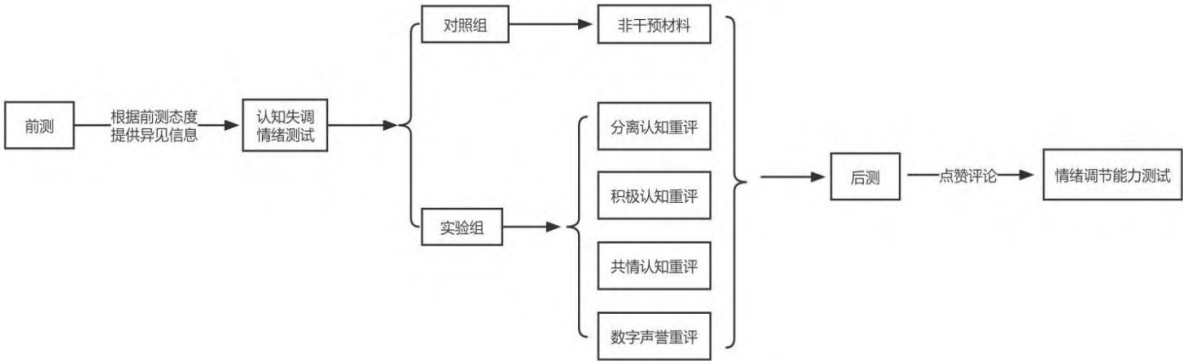 前测
根据前测态度
提供异见信息
认知失调
情绪测试
对照组
非干预材料
实验组
分离认知重评
积极认知重评
共情认知重评
数字声誉重评
后测
点赞评论
情绪调节能力测试